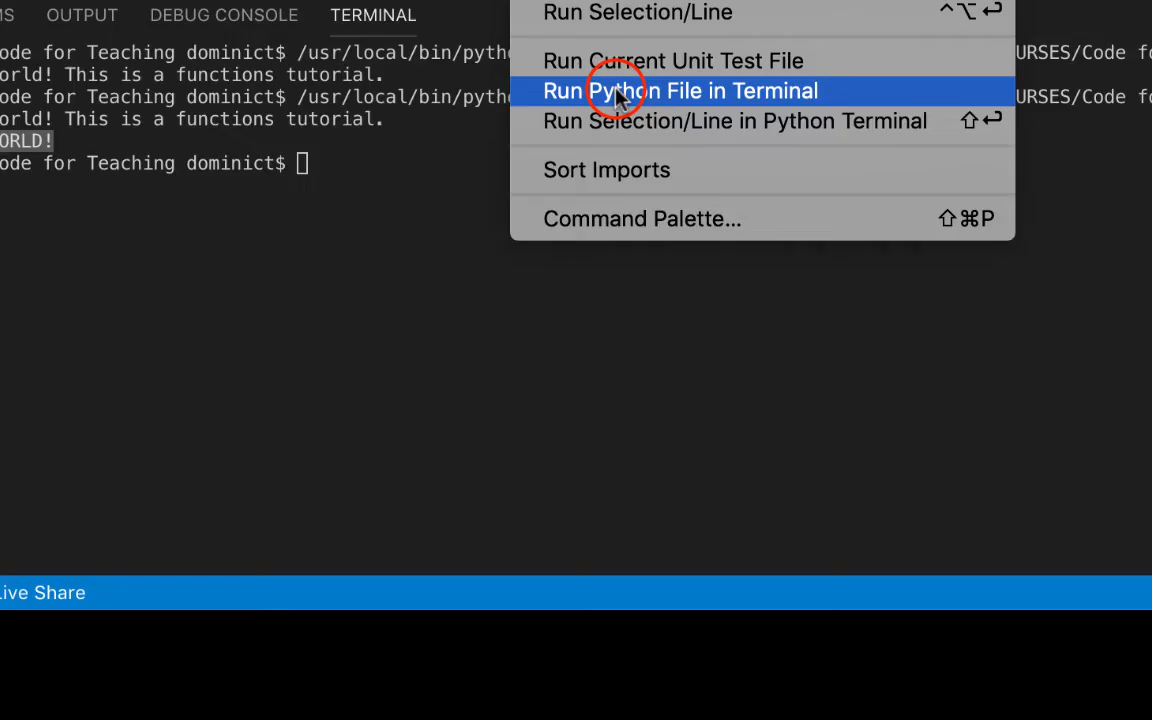 MS OUTPUT DEBUG CONSOLE TERMINAL
Run Selection/Line ^⌥↩
ode for Teaching dominict$ /usr/local/bin/pytho
URSES/Code fo
Run Current Unit Test File
orld! This is a functions tutorial.
Run Python File in Terminal
ode for Teaching dominict$ /usr/local/bin/pytho
URSES/Code fo
orld! This is a functions tutorial.
Run Selection/Line in Python Terminal ⇧↩
ORLD!
ode for Teaching dominict$
Sort Imports
Command Palette... ⇧⌘P
Live Share